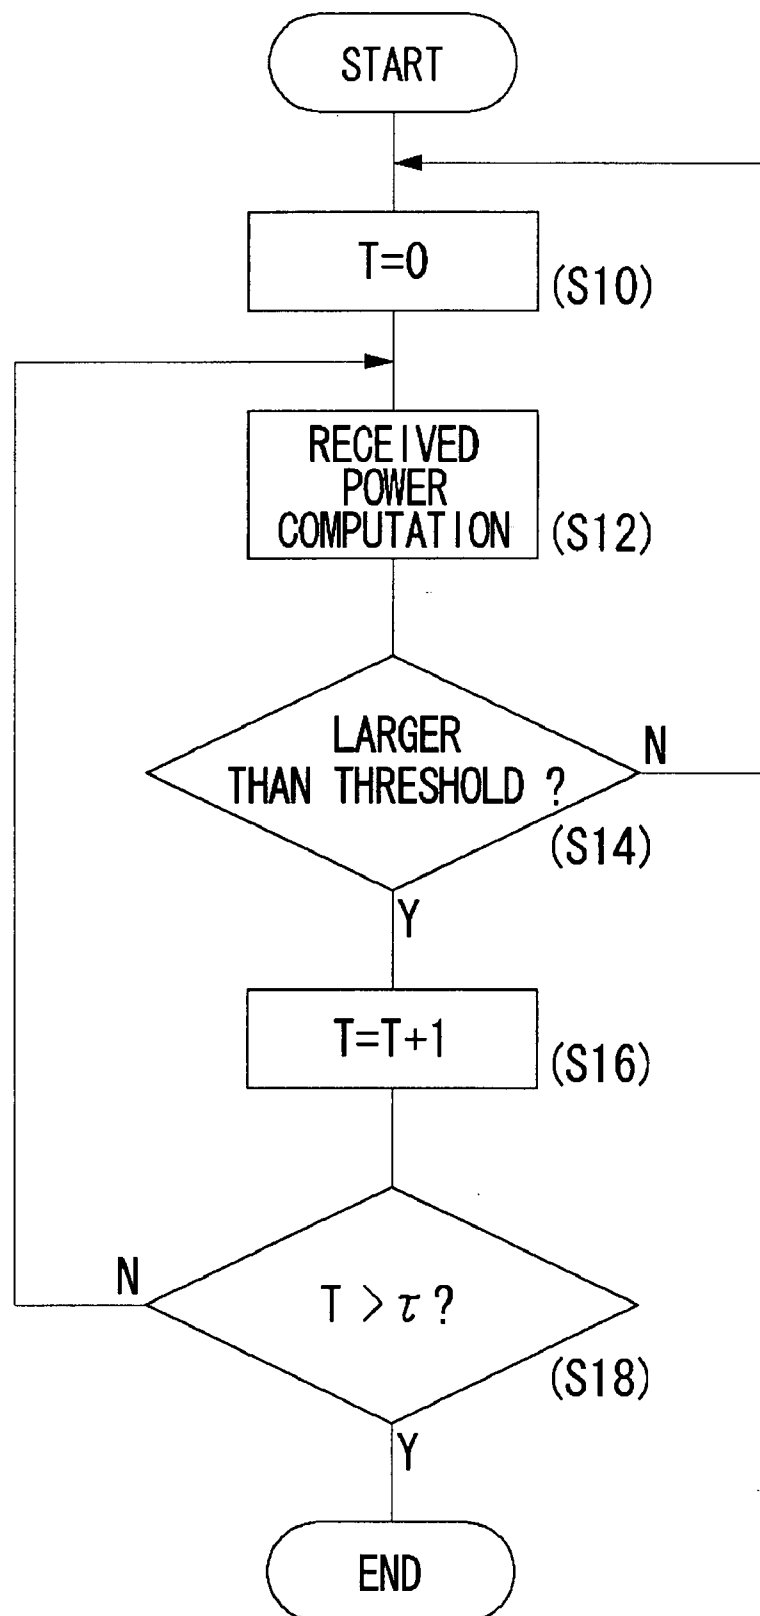 START
T=0
(S10)
RECEIVED
POWER
COMPUTATION
(S12)
LARGER
THAN THRESHOLD ?
N
(S14)
Y
T=T+1
(S16)
N
T > τ ?
(S18)
Y
END